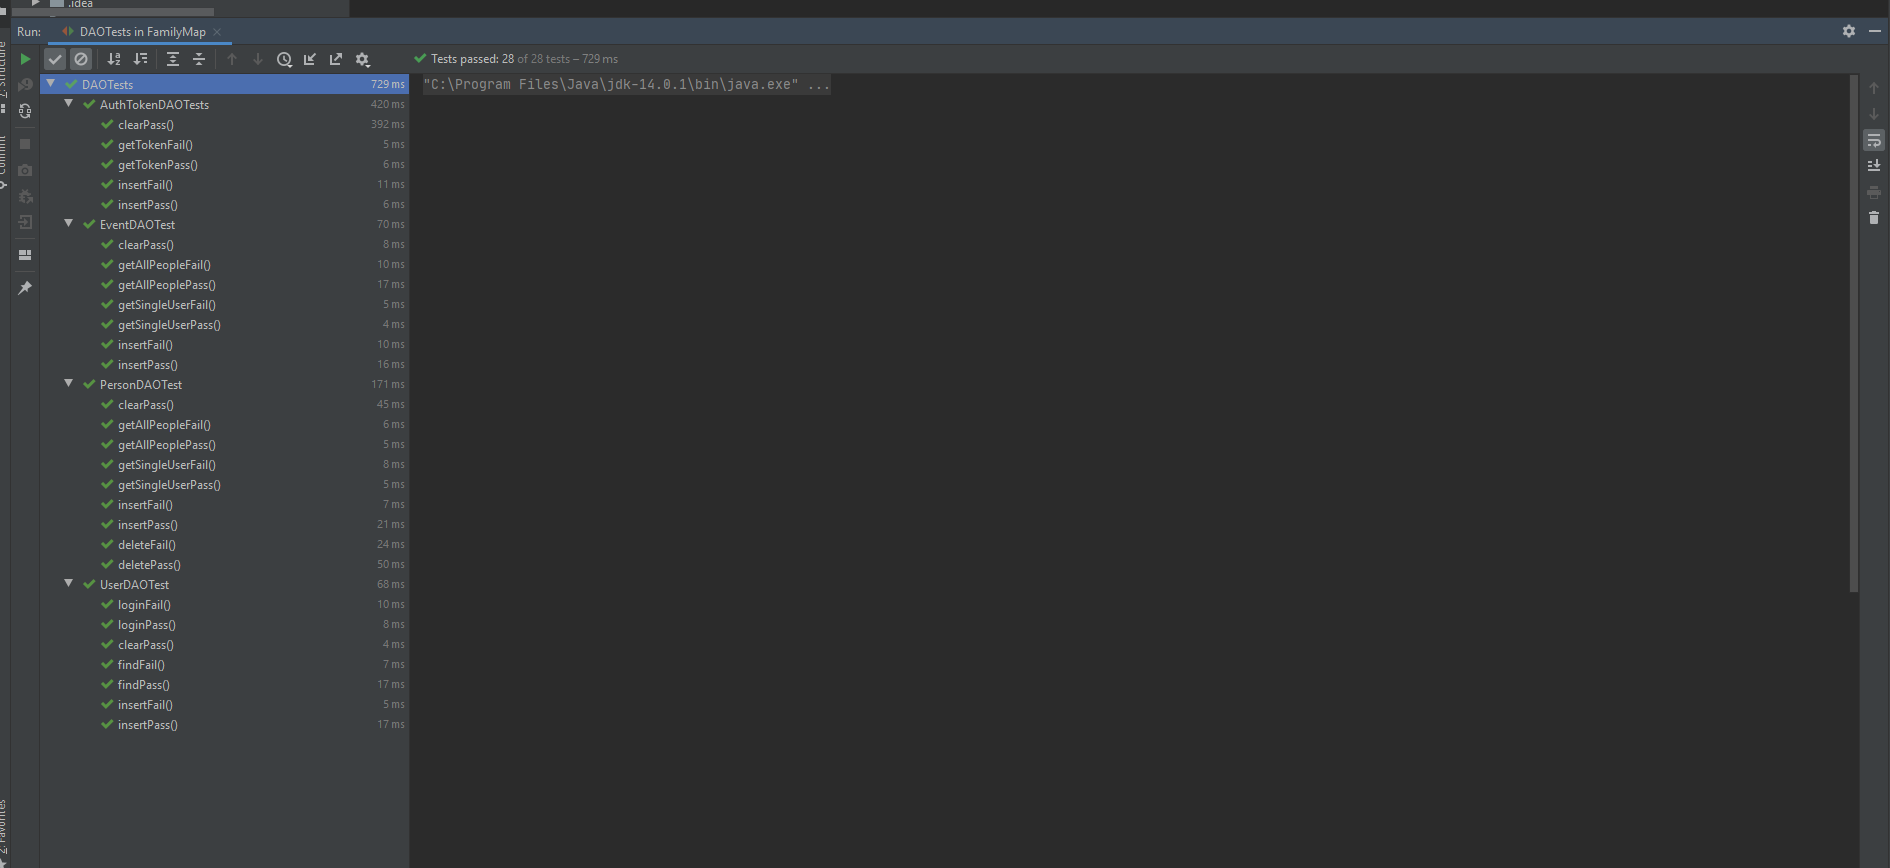 .idea
Run: DAOTests in FamilyMap
Tests passed: 28 of 28 tests – 729 ms
DAOTests 729 ms
"C:\Program Files\Java\jdk-14.0.1\bin\java.exe" ...
AuthTokenDAOTests 420 ms
clearPass() 392 ms
getTokenFail() 5 ms
getTokenPass() 6 ms
insertFail() 11 ms
insertPass() 6 ms
EventDAOTest 70 ms
clearPass() 8 ms
getAllPeopleFail() 10 ms
getAllPeoplePass() 17 ms
getSingleUserFail() 5 ms
getSingleUserPass() 4 ms
insertFail() 10 ms
insertPass() 16 ms
PersonDAOTest 171 ms
clearPass() 45 ms
getAllPeopleFail() 6 ms
getAllPeoplePass() 5 ms
getSingleUserFail() 8 ms
getSingleUserPass() 5 ms
insertFail() 7 ms
insertPass() 21 ms
deleteFail() 24 ms
deletePass() 50 ms
UserDAOTest 68 ms
loginFail() 10 ms
loginPass() 8 ms
clearPass() 4 ms
findFail() 7 ms
findPass() 17 ms
insertFail() 5 ms
insertPass() 17 ms
7: Structure
Commit
2: Favorites